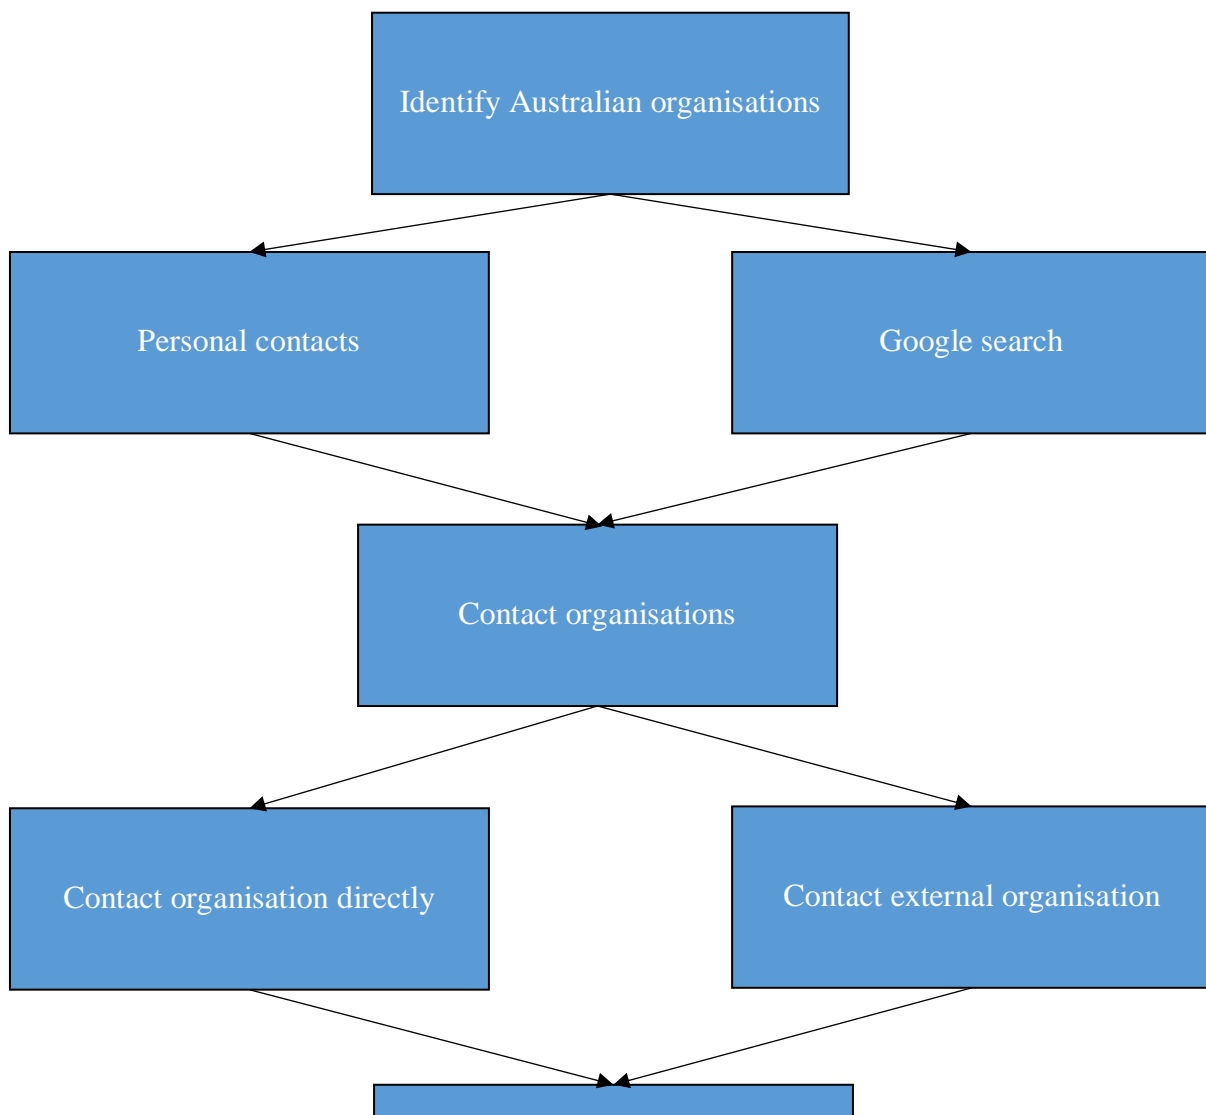 Identify Australian organisations
Personal contacts
Google search
Contact organisations
Contact organisation directly
Contact external organisation